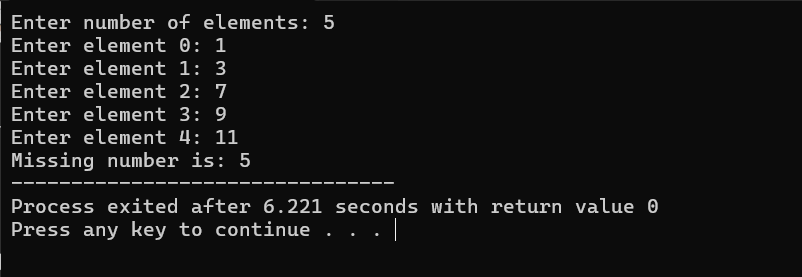 Enter number of elements: 5
Enter element 0: 1
Enter element 1: 3
Enter element 2: 7
Enter element 3: 9
Enter element 4: 11
Missing number is: 5
--------------------------------
Process exited after 6.221 seconds with return value 0
Press any key to continue . . .